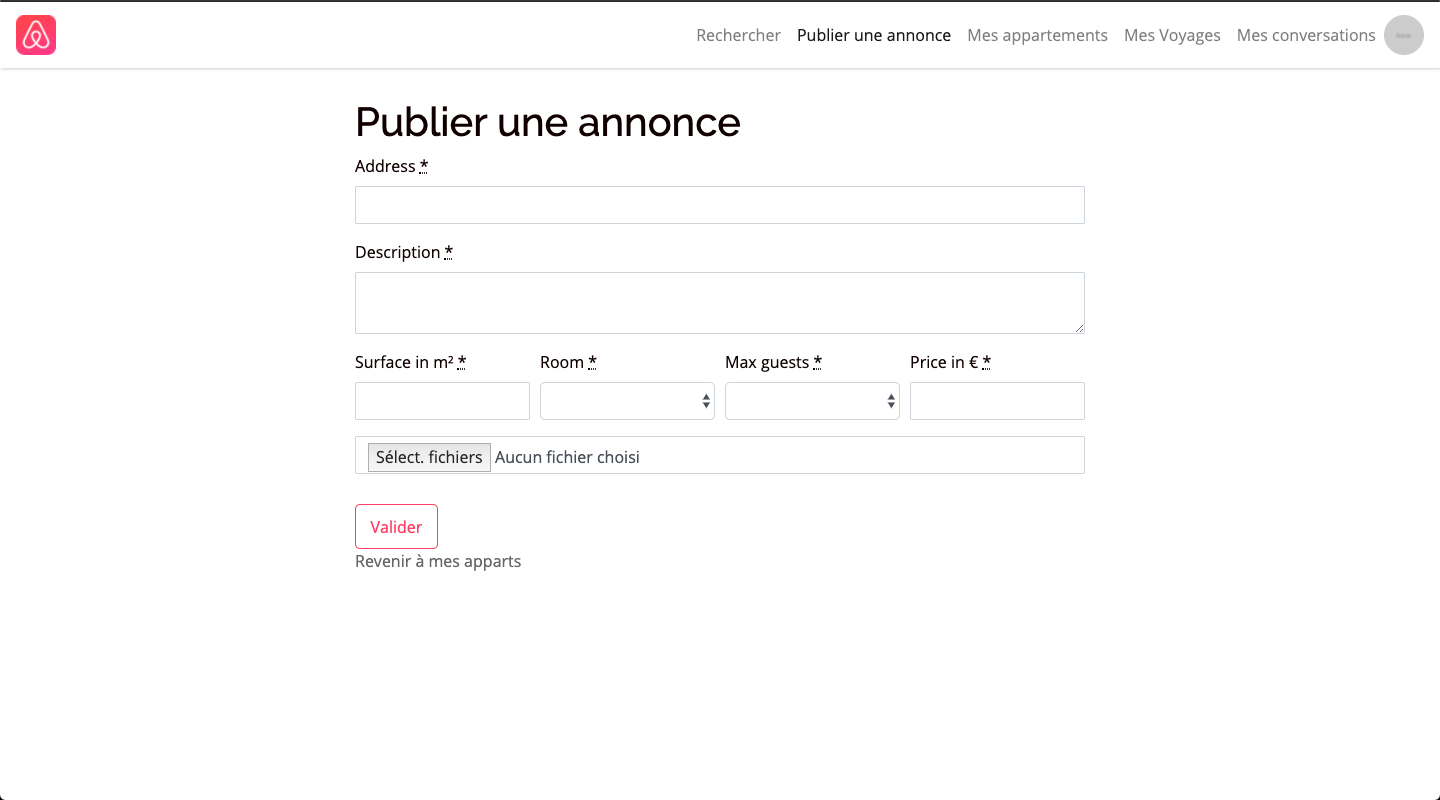 Rechercher Publier une annonce Mes appartements Mes Voyages Mes conversations
Publier une annonce
Address *
Description *
Surface in m² * Room * Max guests * Price in € *
Sélect. fichiers Aucun fichier choisi
Valider
Revenir à mes apparts